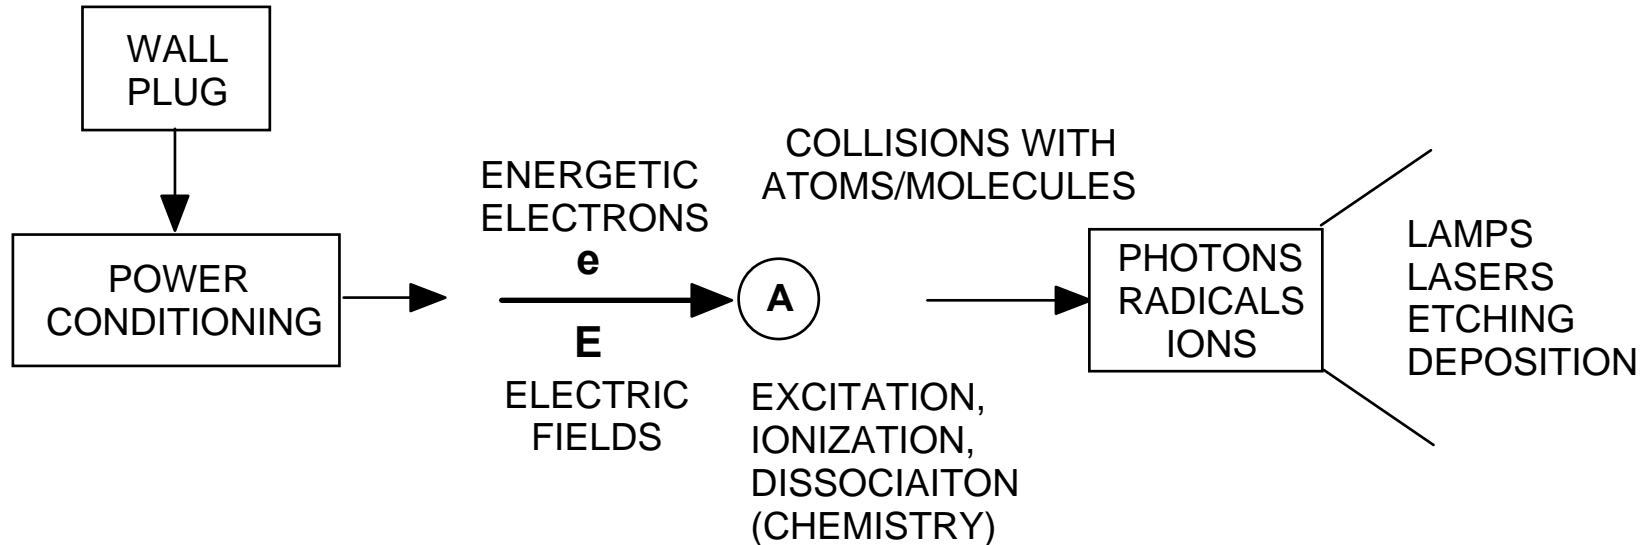 WALL
PLUG
POWER
CONDITIONING
ENERGETIC
ELECTRONS
e
E
ELECTRIC
FIELDS
COLLISIONS WITH
ATOMS/MOLECULES
A
EXCITATION,
IONIZATION,
DISSOCIAITON
(CHEMISTRY)
PHOTONS
RADICALS
IONS
LAMPS
LASERS
ETCHING
DEPOSITION